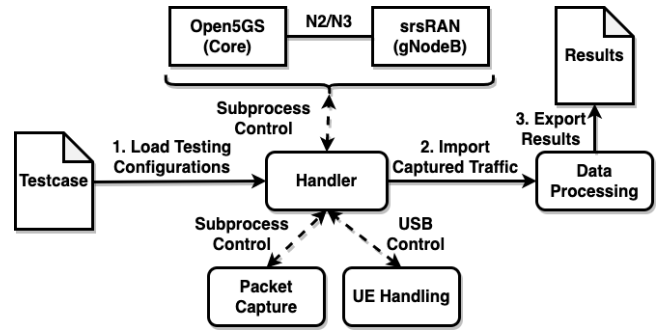 Open5GS
(Core)
N2/N3
srsRAN
(gNodeB)
Results
Subprocess
Control
1. Load Testing
Configurations
2. Import
Captured Traffic
3. Export
Results
Testcase
Handler
Data
Processing
Subprocess
Control
USB
Control
Packet
Capture
UE Handling